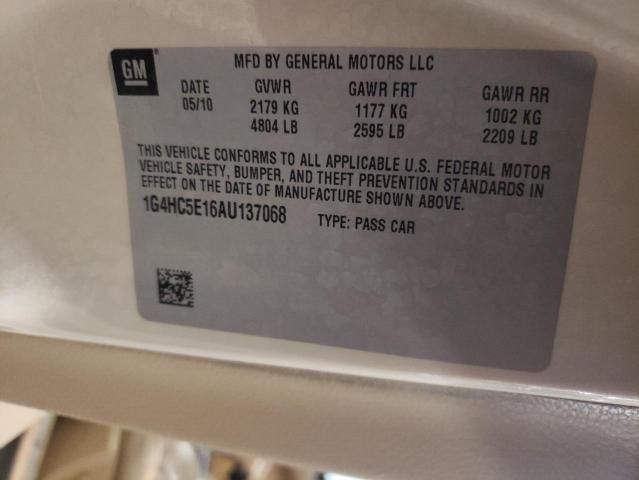 GM
MFD BY GENERAL MOTORS LLC
DATE GVWR GAWR FRT GAWR RR
05/10 2179 KG 1177 KG 1002 KG
4804 LB 2595 LB 2209 LB
THIS VEHICLE CONFORMS TO ALL APPLICABLE U.S. FEDERAL MOTOR
VEHICLE SAFETY, BUMPER, AND THEFT PREVENTION STANDARDS IN
EFFECT ON THE DATE OF MANUFACTURE SHOWN ABOVE.
1G4HC5E16AU137068 TYPE: PASS CAR